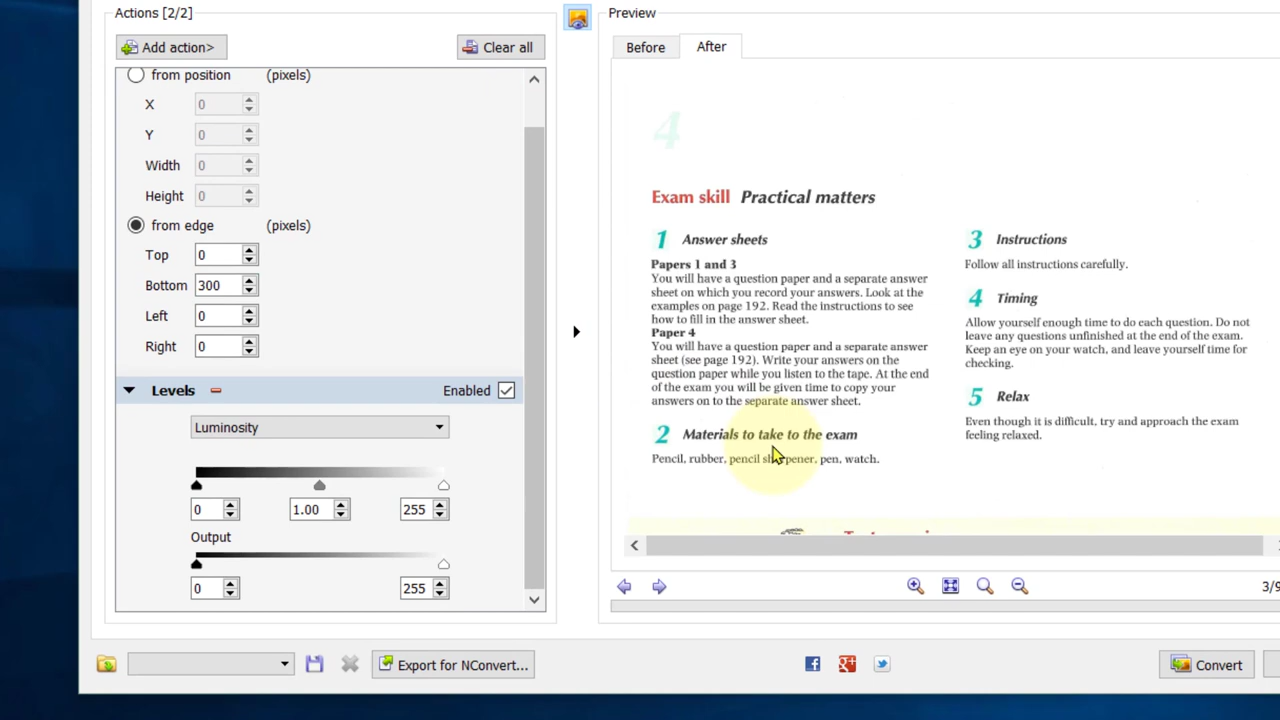 Actions [2/2]
Add action>
Clear all
from position (pixels)
X 0
Y 0
Width 0
Height 0
from edge (pixels)
Top 0
Bottom 300
Left 0
Right 0
Levels Enabled
Luminosity
0 1.00 255
Output
0 255
Export for NConvert...
Preview
Before After
4
Exam skill Practical matters
1 Answer sheets
Papers 1 and 3
You will have a question paper and a separate answer
sheet on which you record your answers. Look at the
examples on page 192. Read the instructions to see
how to fill in the answer sheet.
Paper 4
You will have a question paper and a separate answer
sheet (see page 192). Write your answers on the
question paper while you listen to the tape. At the end
of the exam you will be given time to copy your
answers on to the separate answer sheet.
2 Materials to take to the exam
Pencil, rubber, pencil sharpener, pen, watch.
3 Instructions
Follow all instructions carefully.
4 Timing
Allow yourself enough time to do each question. Do not
leave any questions unfinished at the end of the exam.
Keep an eye on your watch, and leave yourself time for
checking.
5 Relax
Even though it is difficult, try and approach the exam
feeling relaxed.
3/9
Convert